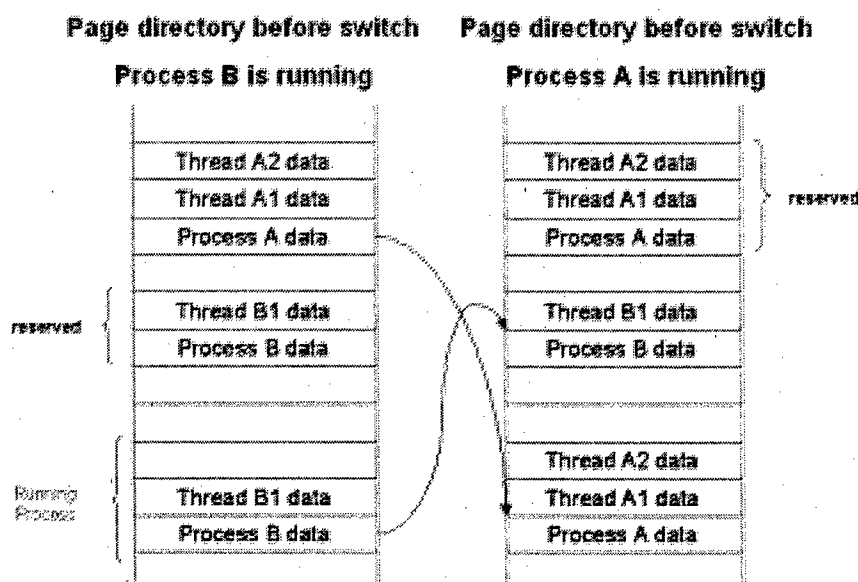 Page directory before switch
Process B is running
Thread A2 data
Thread A1 data
Process A data
reserved
Thread B1 data
Process B data
Running
Process
Thread B1 data
Process B data
Page directory before switch
Process A is running
Thread A2 data
Thread A1 data
Process A data
reserved
Thread B1 data
Process B data
Thread A2 data
Thread A1 data
Process A data